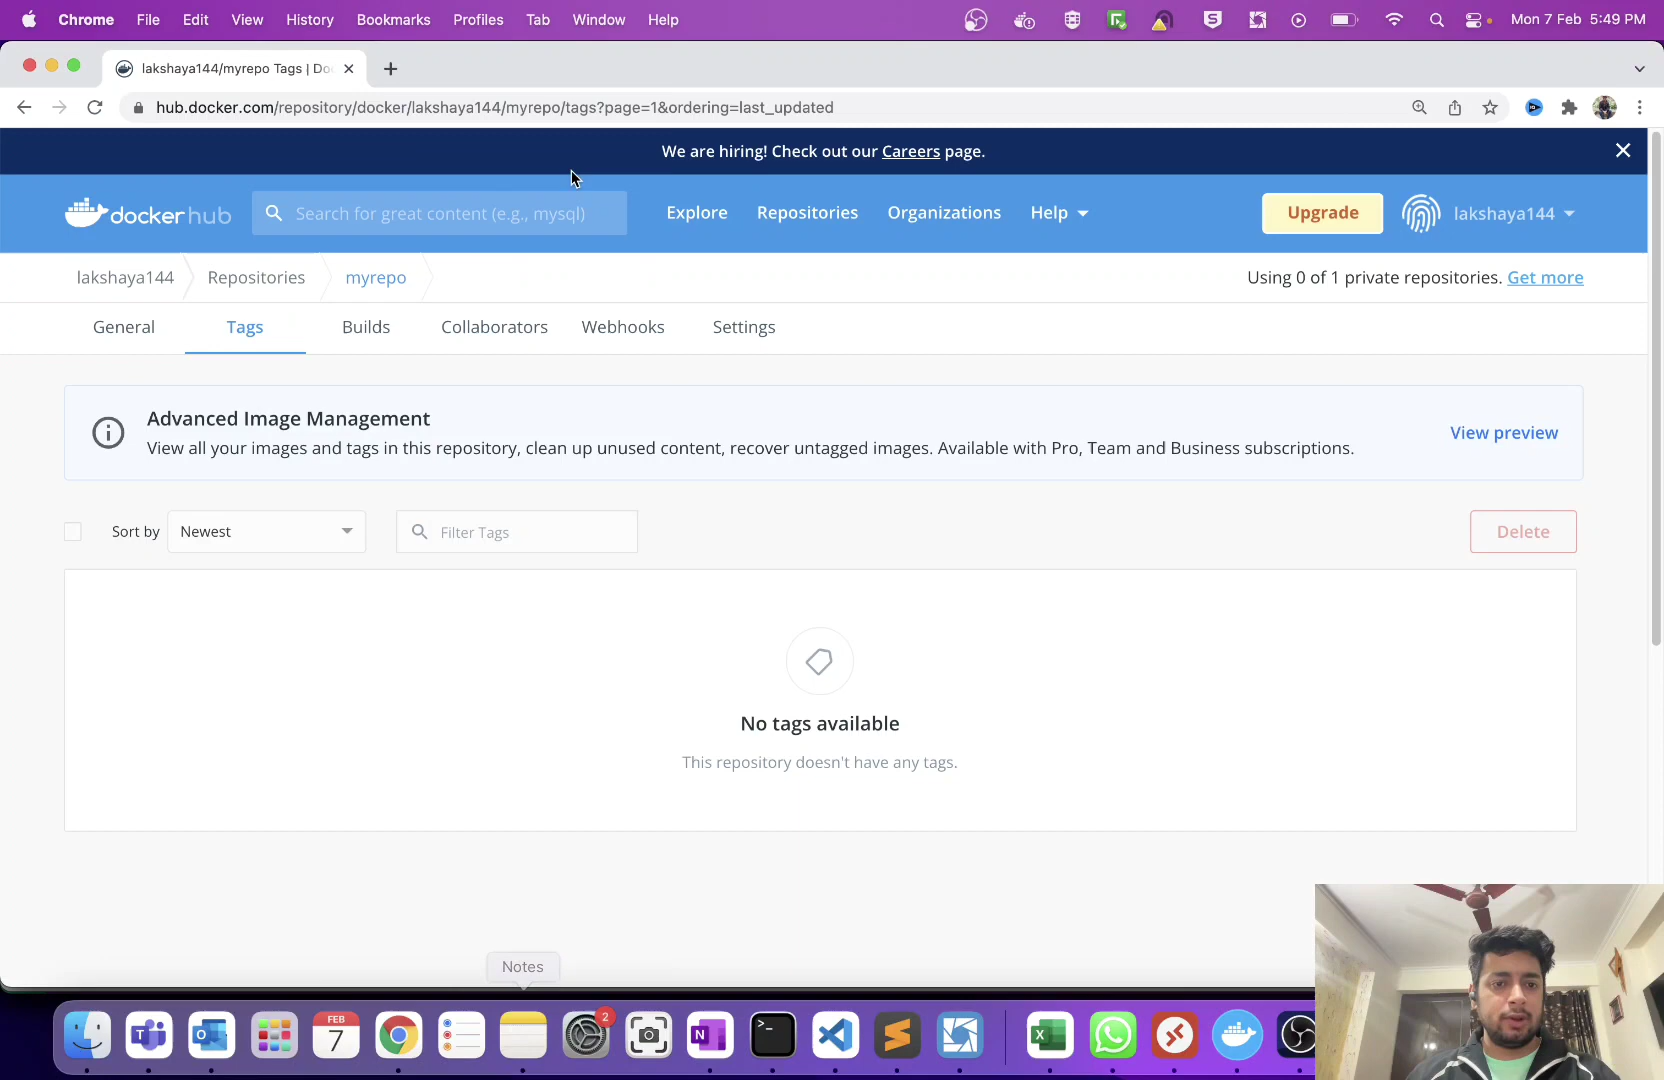 Chrome File Edit View History Bookmarks Profiles Tab Window Help Mon 7 Feb 5:49 PM
lakshaya144/myrepo Tags | Doc
hub.docker.com/repository/docker/lakshaya144/myrepo/tags?page=1&ordering=last_updated
We are hiring! Check out our Careers page.
dockerhub Search for great content (e.g., mysql) Explore Repositories Organizations Help Upgrade lakshaya144
lakshaya144 Repositories myrepo Using 0 of 1 private repositories. Get more
General Tags Builds Collaborators Webhooks Settings
Advanced Image Management
View all your images and tags in this repository, clean up unused content, recover untagged images. Available with Pro, Team and Business subscriptions.
View preview
Sort by Newest Filter Tags Delete
No tags available
This repository doesn't have any tags.
Notes
FEB
7
2